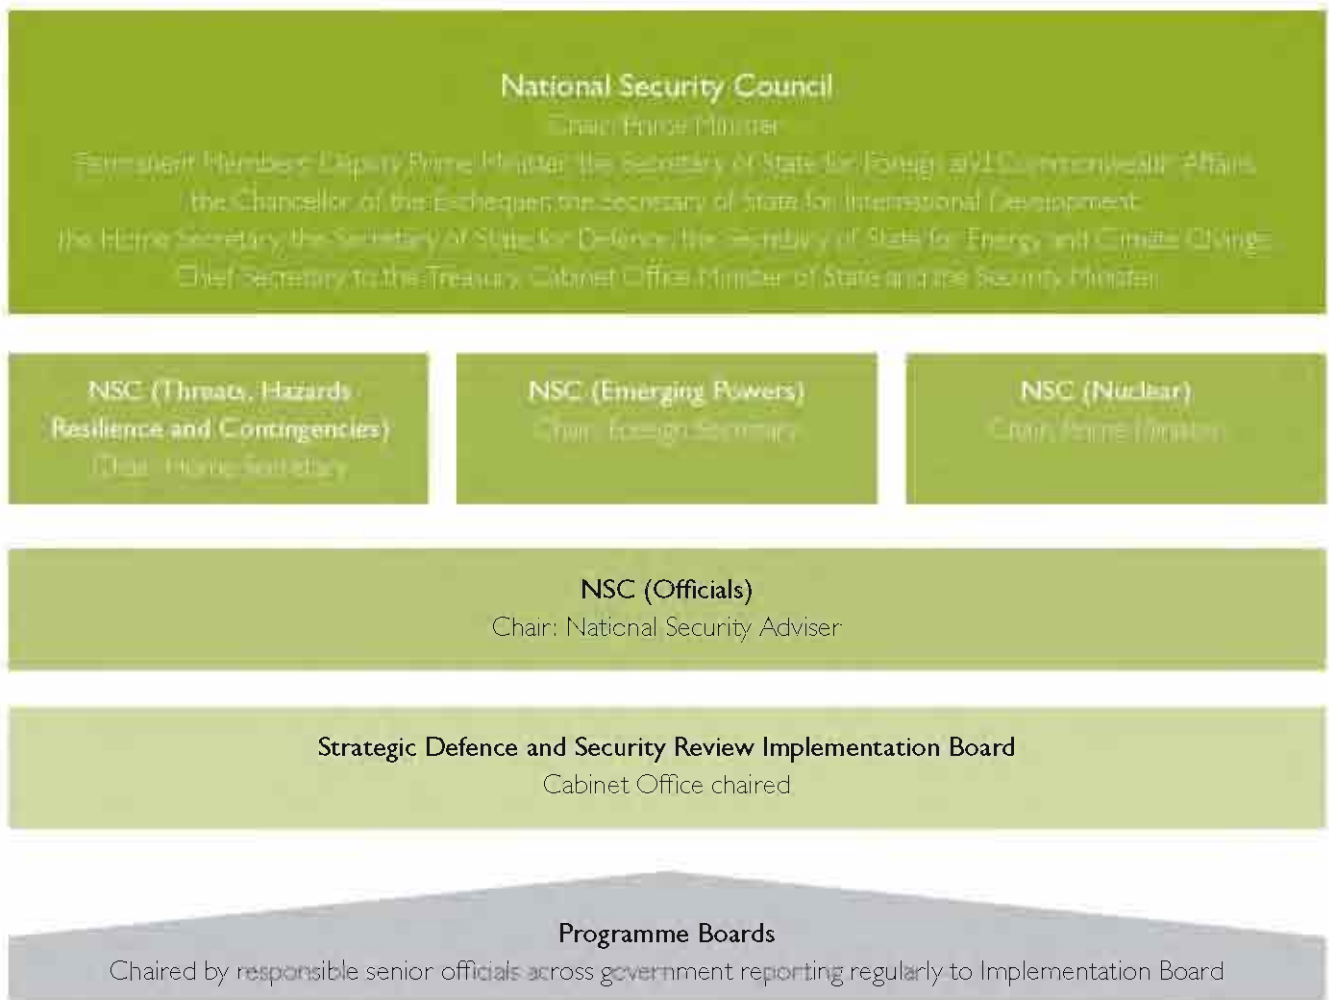 National Security Council
Chair: Prime Minister
Permanent Members: Deputy Prime Minister, the Secretary of State for Foreign and Commonwealth Affairs,
the Chancellor of the Exchequer, the Secretary of State for International Development,
the Home Secretary, the Secretary of State for Defence, the Secretary of State for Energy and Climate Change,
Chief Secretary to the Treasury, Cabinet Office Minister of State and the Security Minister
NSC (Threats, Hazards
Resilience and Contingencies)
Chair: Home Secretary
NSC (Emerging Powers)
Chair: Foreign Secretary
NSC (Nuclear)
Chair: Prime Minister
NSC (Officials)
Chair: National Security Adviser
Strategic Defence and Security Review Implementation Board
Cabinet Office chaired
Programme Boards
Chaired by responsible senior officials across government reporting regularly to Implementation Board